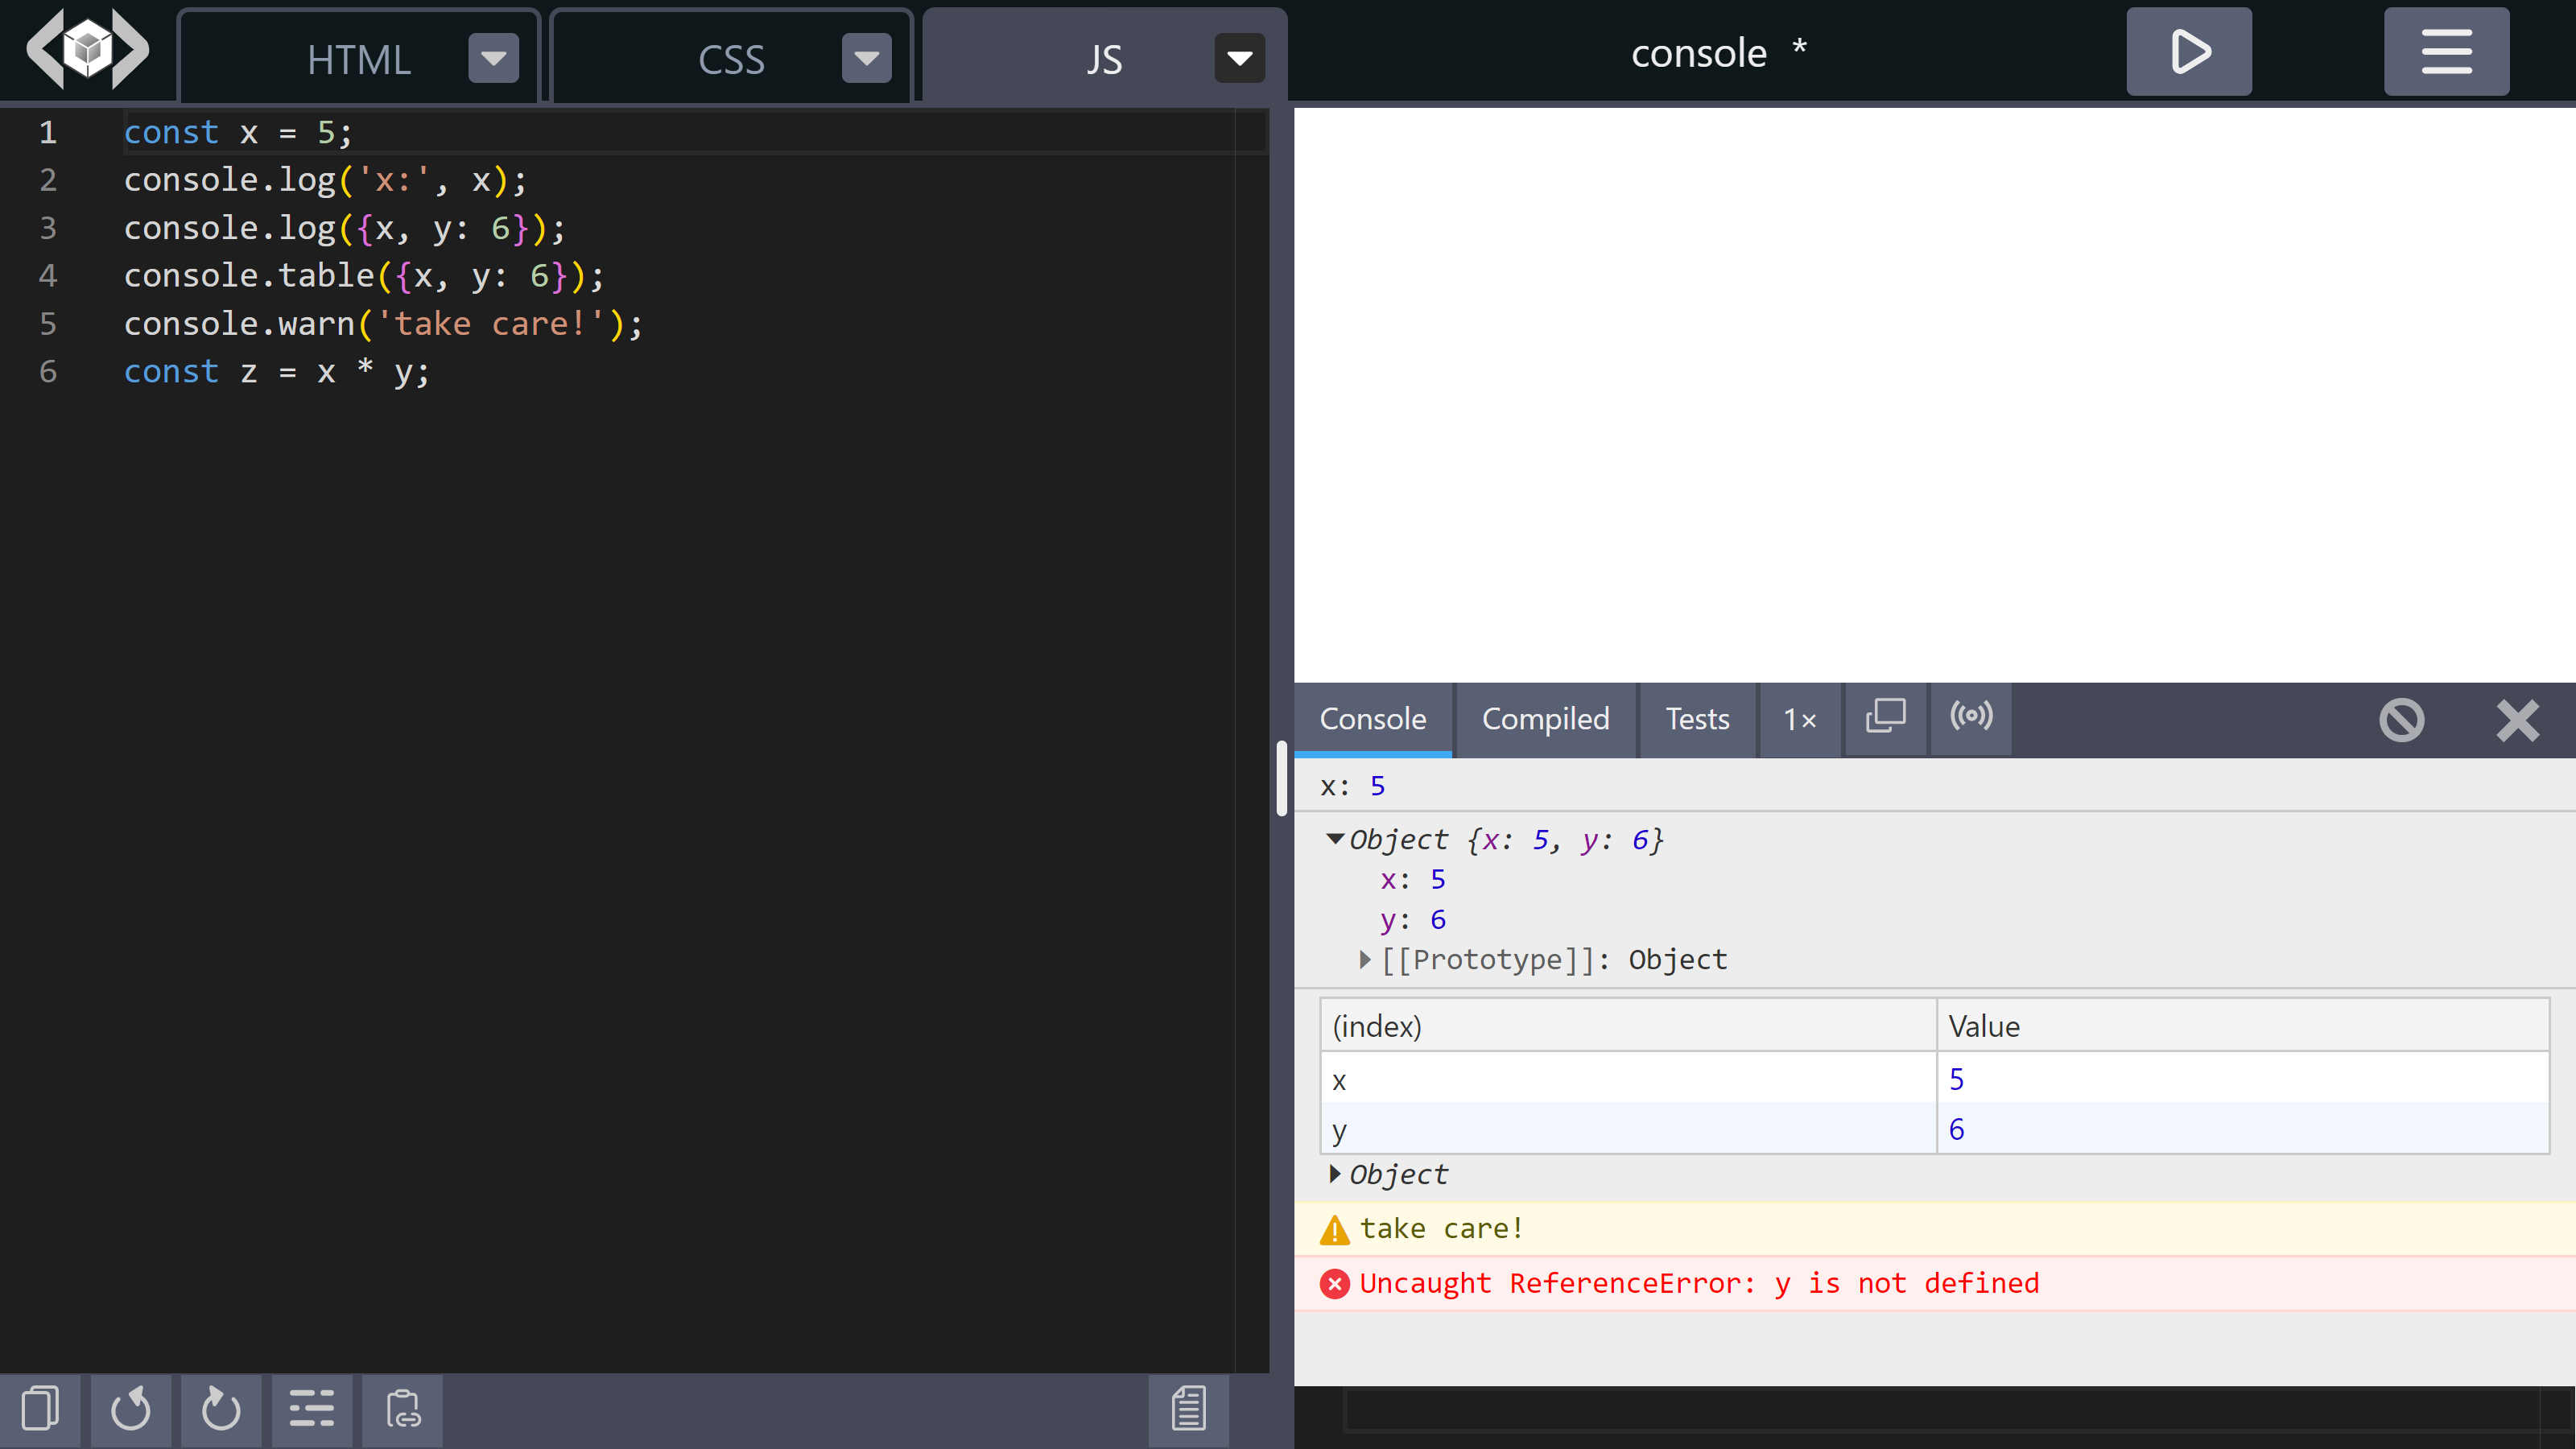 HTML CSS JS console *
1 const x = 5;
2 console.log('x:', x);
3 console.log({x, y: 6});
4 console.table({x, y: 6});
5 console.warn('take care!');
6 const z = x * y;
Console Compiled Tests 1×
x: 5
Object {x: 5, y: 6}
x: 5
y: 6
[[Prototype]]: Object
(index) Value
x 5
y 6
Object
take care!
Uncaught ReferenceError: y is not defined